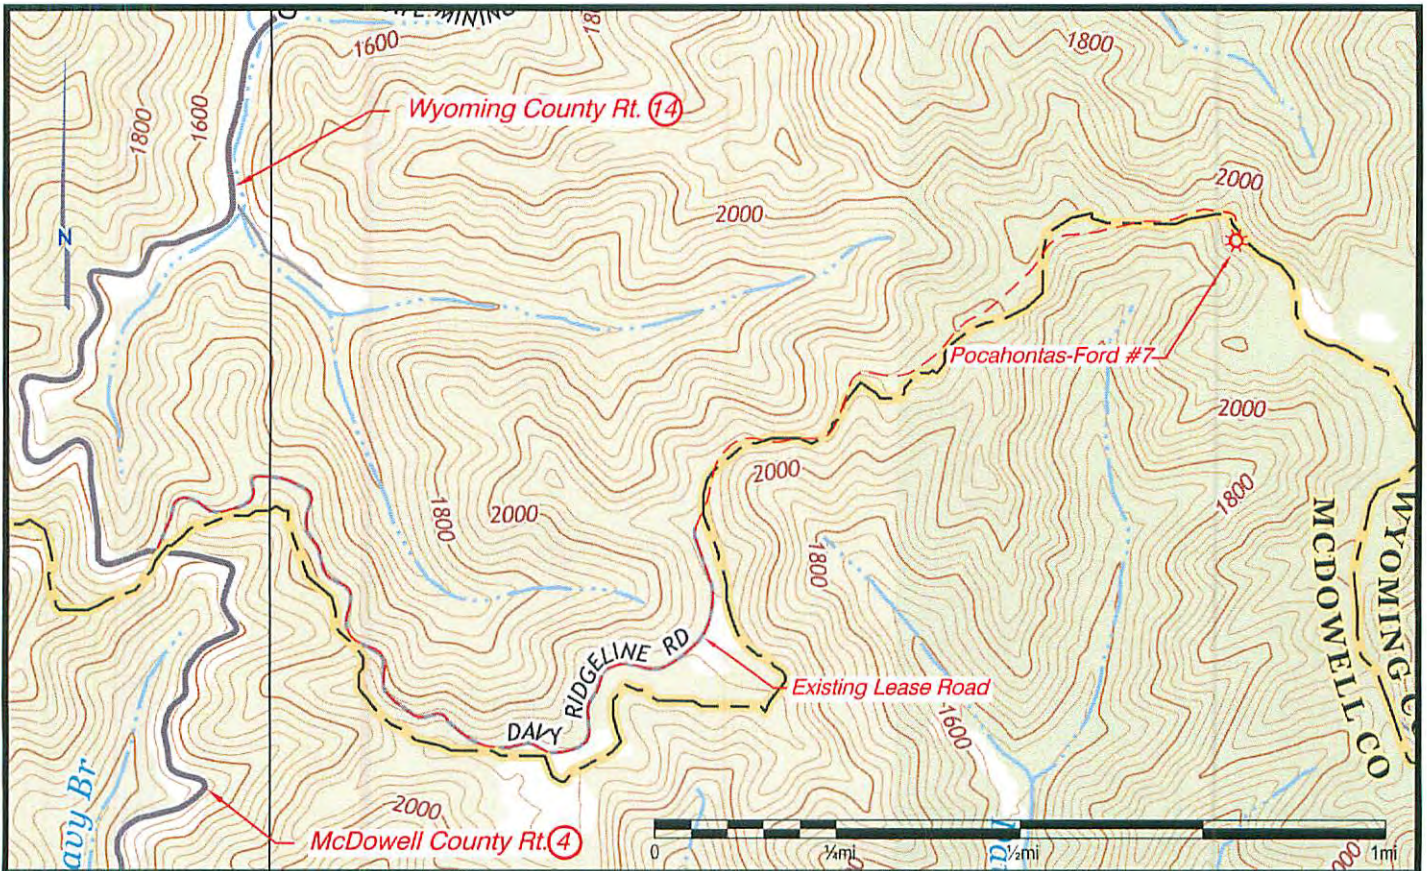 MINING
1600
1800
1800
1600
Wyoming County Rt. 14
2000
2000
N
Pocahontas-Ford #7
2000
2000
1800
1800
2000
1800
WYOMING
MCDOWELL CO
DAVY RIDGELINE RD
Existing Lease Road
1600
avy Br
2000
McDowell County Rt. 4
0
¼mi
½mi
1mi